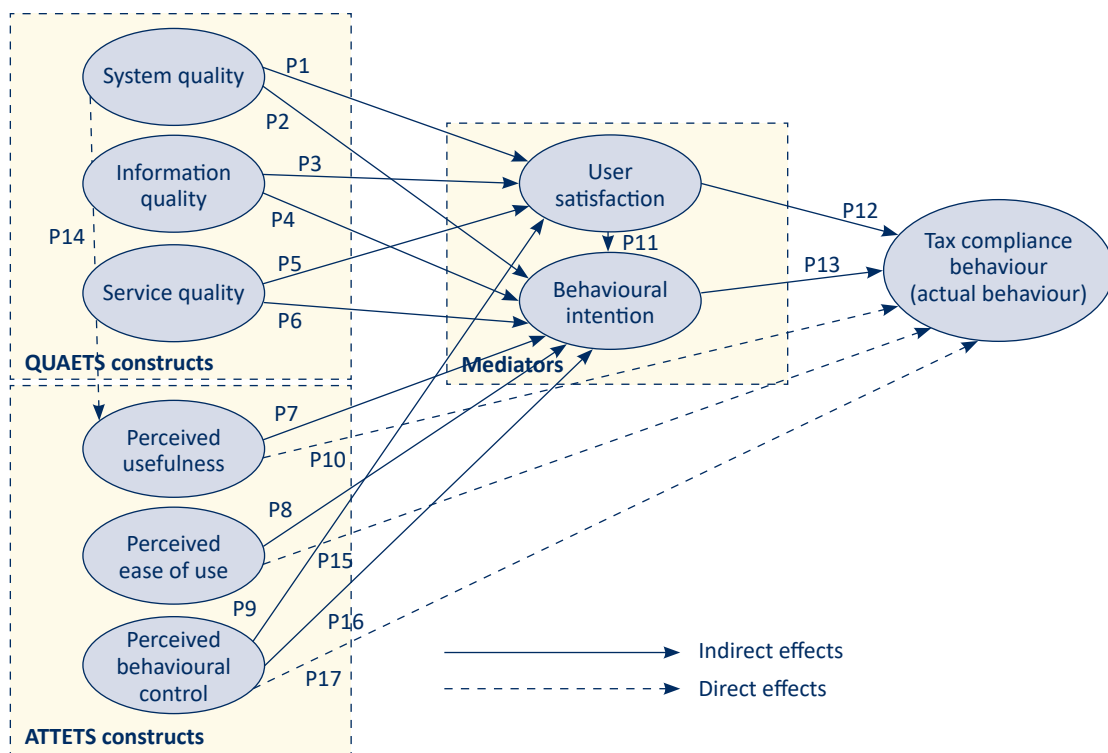 System quality
P1
P2
Information
quality
P3
P4
P14
Service quality
P5
P6
QUAETS constructs
User
satisfaction
P11
Behavioural
intention
Mediators
P12
P13
Tax compliance
behaviour
(actual behaviour)
Perceived
usefulness
P7
P10
Perceived
ease of use
P8
P15
Perceived
behavioural
control
P9
P16
P17
ATTETS constructs
Indirect effects
Direct effects